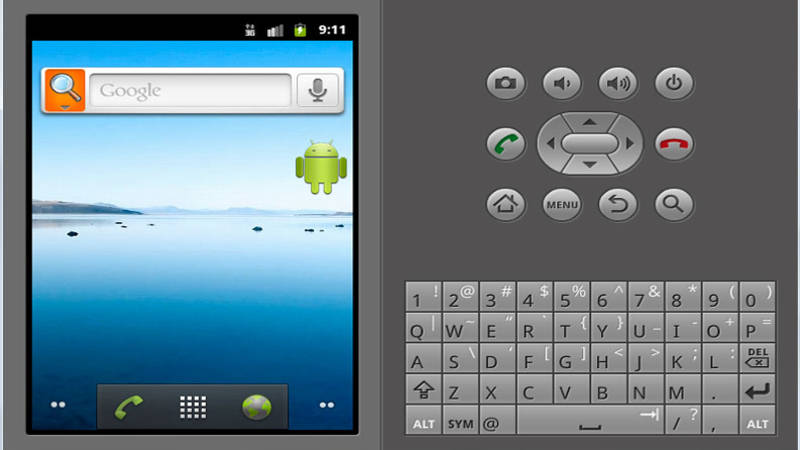 3G 9:11
Google
MENU
1 ! 2 @ 3 # 4 $ 5 % 6 ^ 7 & 8 * 9 ( 0 )
Q | W ~ E “ R ` T { Y } U _ I - O + P =
A S \ D ‘ F [ G ] H < J > K ; L : DEL
Z X C V B N M .
ALT SYM @ / ? , ALT